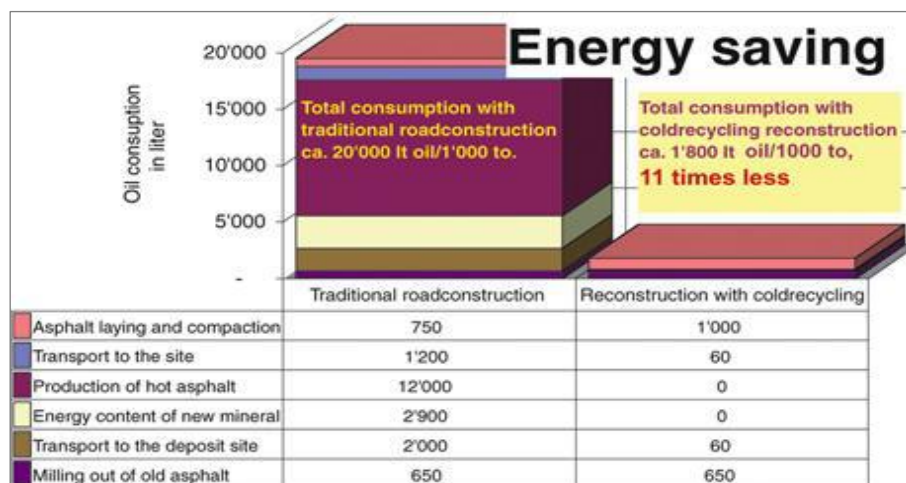 Energy saving
Oil consuption
in liter
20'000
15'000
10'000
5'000
-
Total consumption with
traditional roadconstruction
ca. 20'000 lt oil/1'000 to.
Total consumption with
coldrecycling reconstruction
ca. 1'800 lt oil/1000 to,
11 times less
Traditional roadconstruction Reconstruction with coldrecycling
Asphalt laying and compaction 750 1'000
Transport to the site 1'200 60
Production of hot asphalt 12'000 0
Energy content of new mineral 2'900 0
Transport to the deposit site 2'000 60
Milling out of old asphalt 650 650